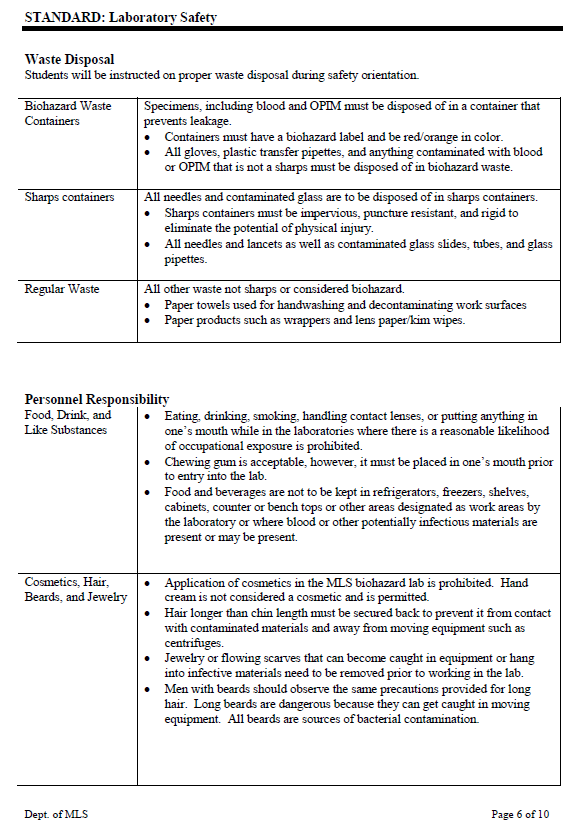 STANDARD: Laboratory Safety
Waste Disposal
Students will be instructed on proper waste disposal during safety orientation.
Biohazard Waste
Containers
Specimens, including blood and OPIM must be disposed of in a container that
prevents leakage.
• Containers must have a biohazard label and be red/orange in color.
• All gloves, plastic transfer pipettes, and anything contaminated with blood
or OPIM that is not a sharps must be disposed of in biohazard waste.
Sharps containers
All needles and contaminated glass are to be disposed of in sharps containers.
• Sharps containers must be impervious, puncture resistant, and rigid to
eliminate the potential of physical injury.
• All needles and lancets as well as contaminated glass slides, tubes, and glass
pipettes.
Regular Waste
All other waste not sharps or considered biohazard.
• Paper towels used for handwashing and decontaminating work surfaces
• Paper products such as wrappers and lens paper/kim wipes.
Personnel Responsibility
Food, Drink, and
Like Substances
• Eating, drinking, smoking, handling contact lenses, or putting anything in
one’s mouth while in the laboratories where there is a reasonable likelihood
of occupational exposure is prohibited.
• Chewing gum is acceptable, however, it must be placed in one’s mouth prior
to entry into the lab.
• Food and beverages are not to be kept in refrigerators, freezers, shelves,
cabinets, counter or bench tops or other areas designated as work areas by
the laboratory or where blood or other potentially infectious materials are
present or may be present.
Cosmetics, Hair,
Beards, and Jewelry
• Application of cosmetics in the MLS biohazard lab is prohibited.  Hand
cream is not considered a cosmetic and is permitted.
• Hair longer than chin length must be secured back to prevent it from contact
with contaminated materials and away from moving equipment such as
centrifuges.
• Jewelry or flowing scarves that can become caught in equipment or hang
into infective materials need to be removed prior to working in the lab.
• Men with beards should observe the same precautions provided for long
hair.  Long beards are dangerous because they can get caught in moving
equipment.  All beards are sources of bacterial contamination.
Dept. of MLS
Page 6 of 10